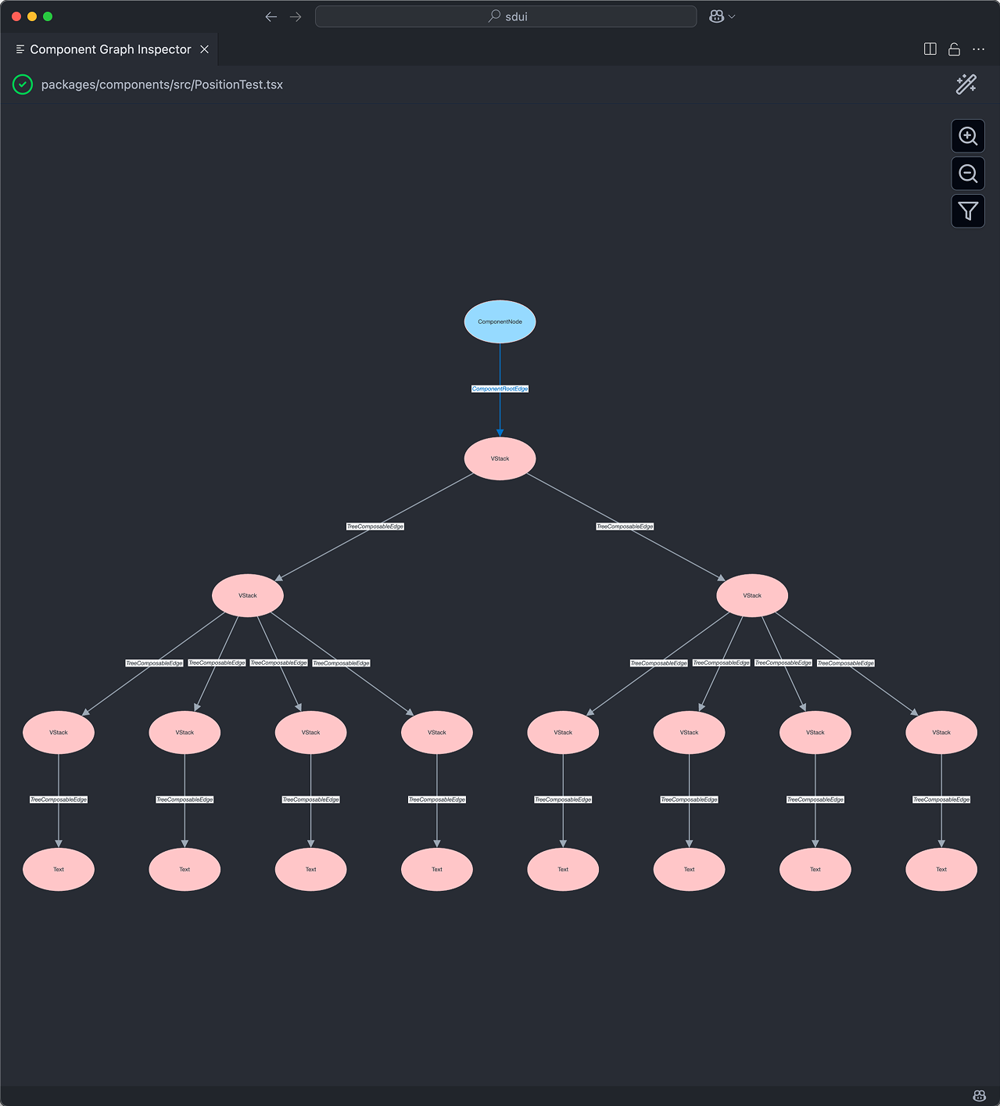 sdui
Component Graph Inspector
packages/components/src/PositionTest.tsx
ComponentNode
ComponentRootEdge
VStack
TreeComposableEdge TreeComposableEdge
VStack VStack
TreeComposableEdge TreeComposableEdge TreeComposableEdge TreeComposableEdge TreeComposableEdge TreeComposableEdge TreeComposableEdge TreeComposableEdge
VStack VStack VStack VStack VStack VStack VStack VStack
TreeComposableEdge TreeComposableEdge TreeComposableEdge TreeComposableEdge TreeComposableEdge TreeComposableEdge TreeComposableEdge TreeComposableEdge
Text Text Text Text Text Text Text Text